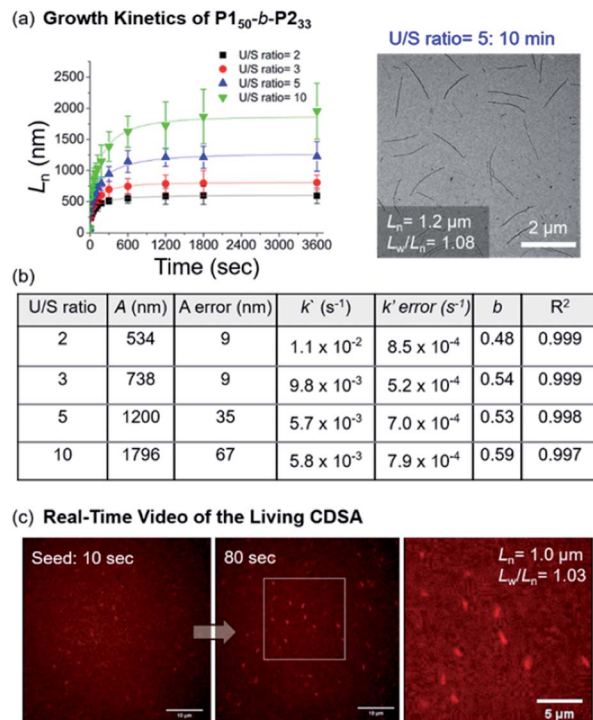 (a) Growth Kinetics of P1₅₀-b-P2₃₃
U/S ratio= 2
U/S ratio= 3
U/S ratio= 5
U/S ratio= 10
2500
2000
1500
1000
500
0
Lₙ (nm)
0 600 1200 1800 2400 3000 3600
Time (sec)
U/S ratio= 5: 10 min
Lₙ = 1.2 μm
L_w/Lₙ = 1.08
2 μm
(b)
U/S ratio A (nm) A error (nm) k` (s⁻¹) k' error (s⁻¹) b R²
2 534 9 1.1 x 10⁻² 8.5 x 10⁻⁴ 0.48 0.999
3 738 9 9.8 x 10⁻³ 5.2 x 10⁻⁴ 0.54 0.999
5 1200 35 5.7 x 10⁻³ 7.0 x 10⁻⁴ 0.53 0.998
10 1796 67 5.8 x 10⁻³ 7.9 x 10⁻⁴ 0.59 0.997
(c) Real-Time Video of the Living CDSA
Seed: 10 sec
10 μm
80 sec
10 μm
Lₙ = 1.0 μm
L_w/Lₙ= 1.03
5 μm